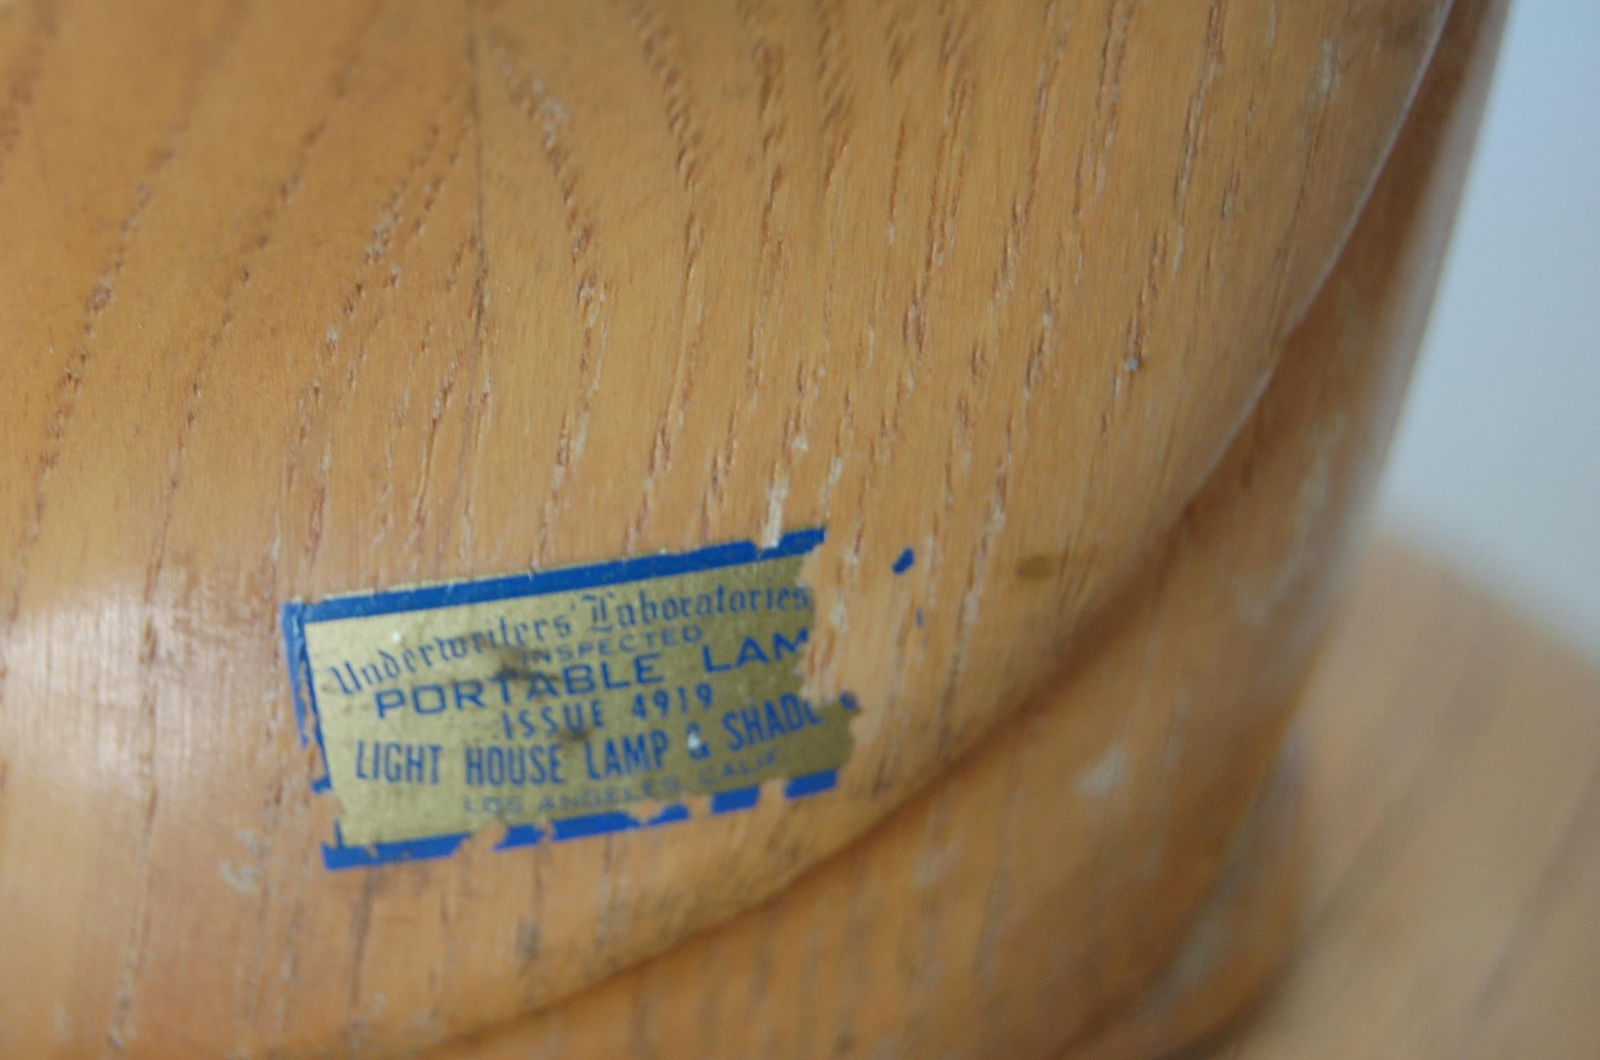 Underwriters' Laboratories
INSPECTED
PORTABLE LAM
ISSUE 4919
LIGHT HOUSE LAMP & SHADE
LOS ANGELES, CALIF